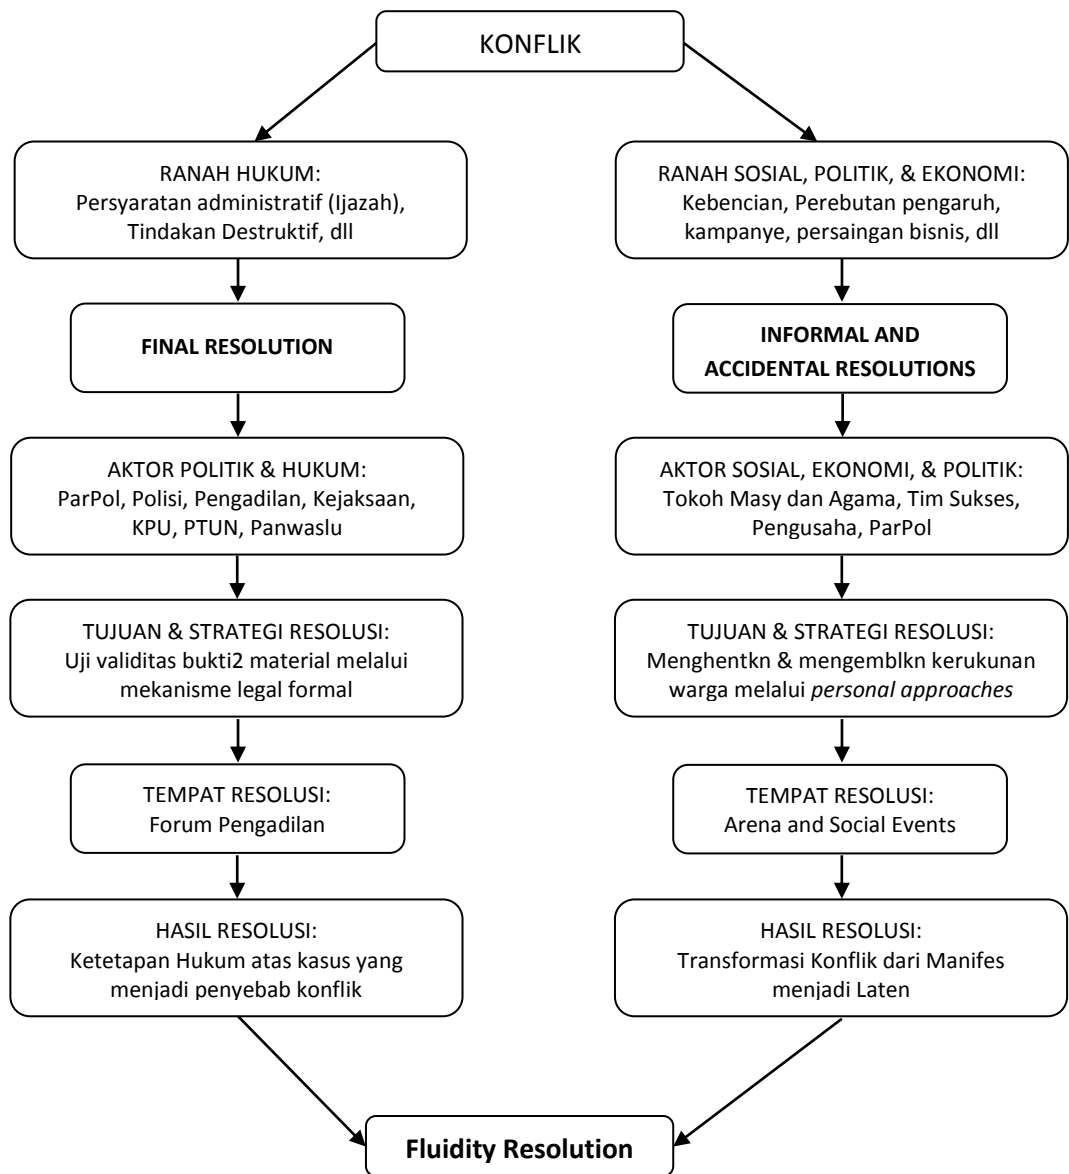 KONFLIK
RANAH HUKUM:
Persyaratan administratif (Ijazah),
Tindakan Destruktif, dll
RANAH SOSIAL, POLITIK, & EKONOMI:
Kebencian, Perebutan pengaruh,
kampanye, persaingan bisnis, dll
FINAL RESOLUTION
INFORMAL AND
ACCIDENTAL RESOLUTIONS
AKTOR POLITIK & HUKUM:
ParPol, Polisi, Pengadilan, Kejaksaan,
KPU, PTUN, Panwaslu
AKTOR SOSIAL, EKONOMI, & POLITIK:
Tokoh Masy dan Agama, Tim Sukses,
Pengusaha, ParPol
TUJUAN & STRATEGI RESOLUSI:
Uji validitas bukti2 material melalui
mekanisme legal formal
TUJUAN & STRATEGI RESOLUSI:
Menghentkn & mengemblkn kerukunan
warga melalui personal approaches
TEMPAT RESOLUSI:
Forum Pengadilan
TEMPAT RESOLUSI:
Arena and Social Events
HASIL RESOLUSI:
Ketetapan Hukum atas kasus yang
menjadi penyebab konflik
HASIL RESOLUSI:
Transformasi Konflik dari Manifes
menjadi Laten
Fluidity Resolution